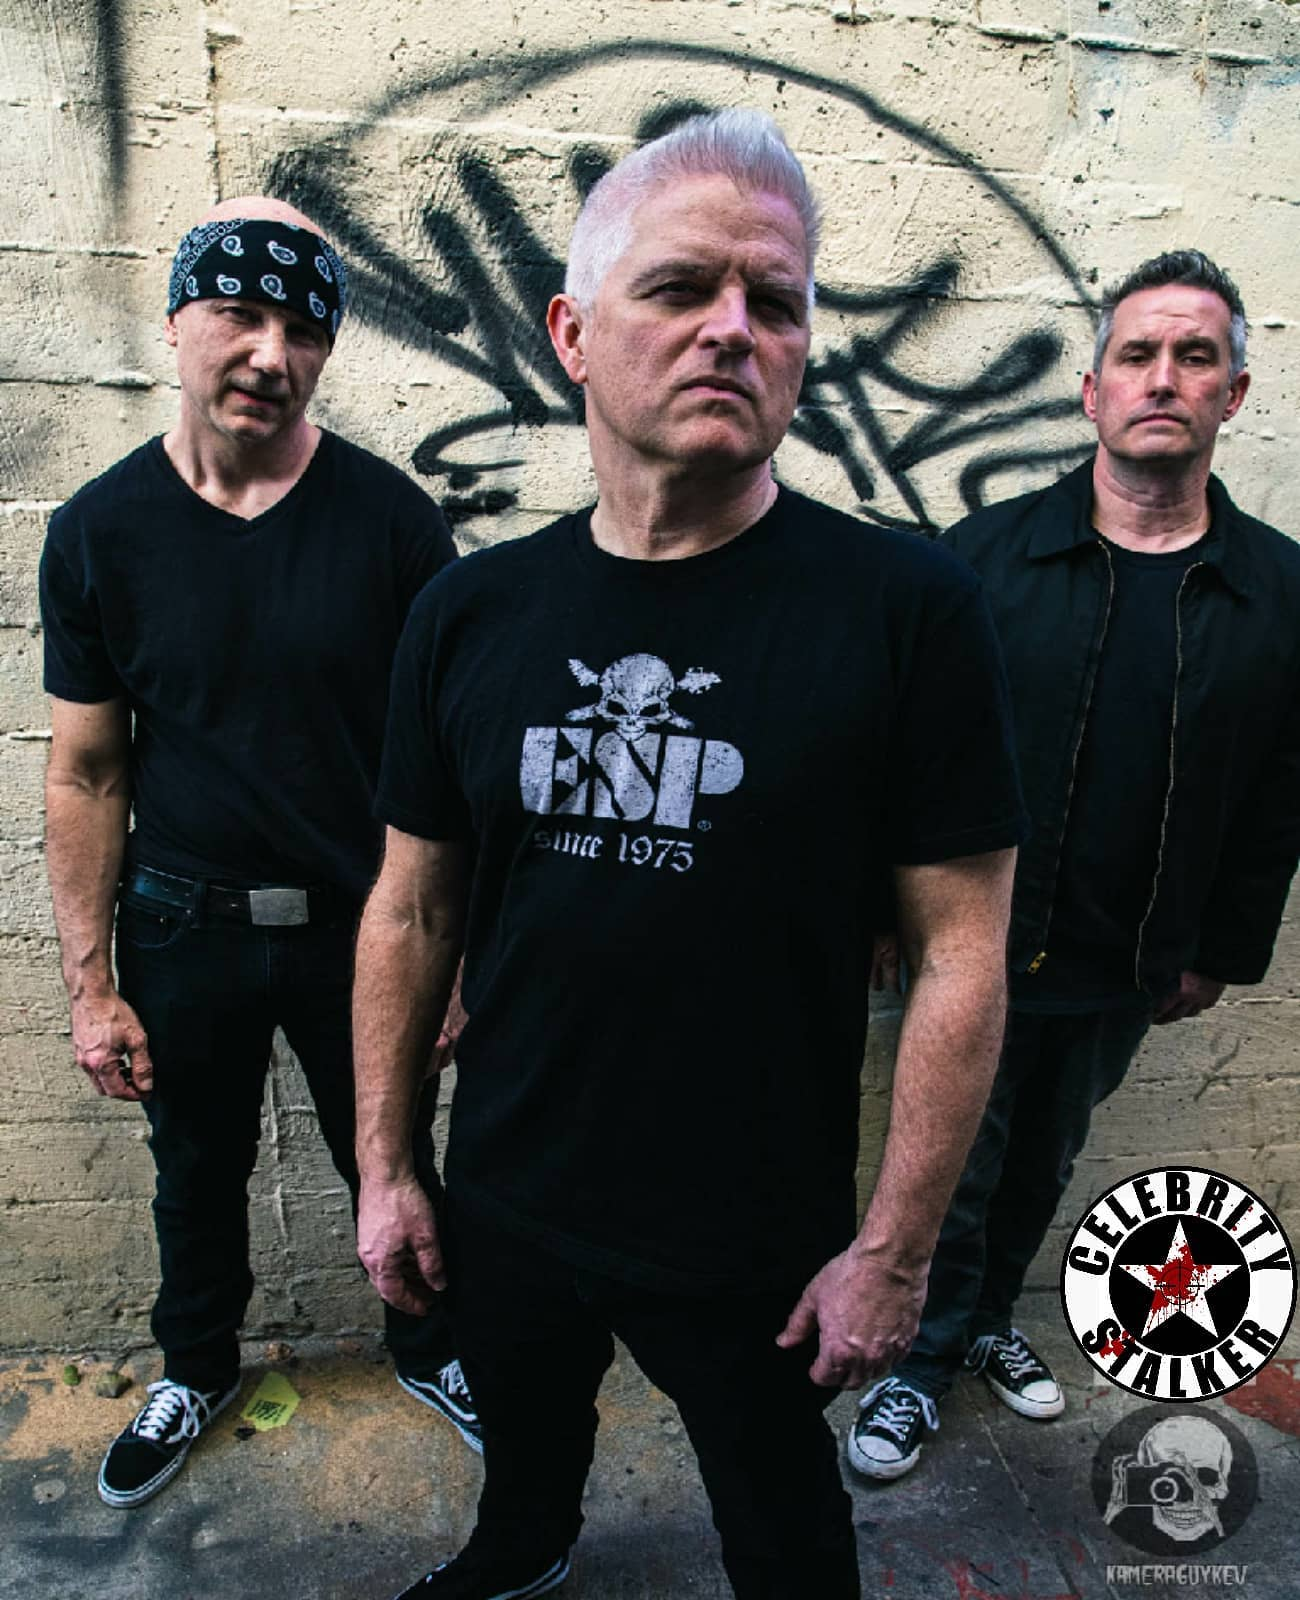 ESP®
since 1975
CELEBRITY
STALKER
KAMERAGUYKEV